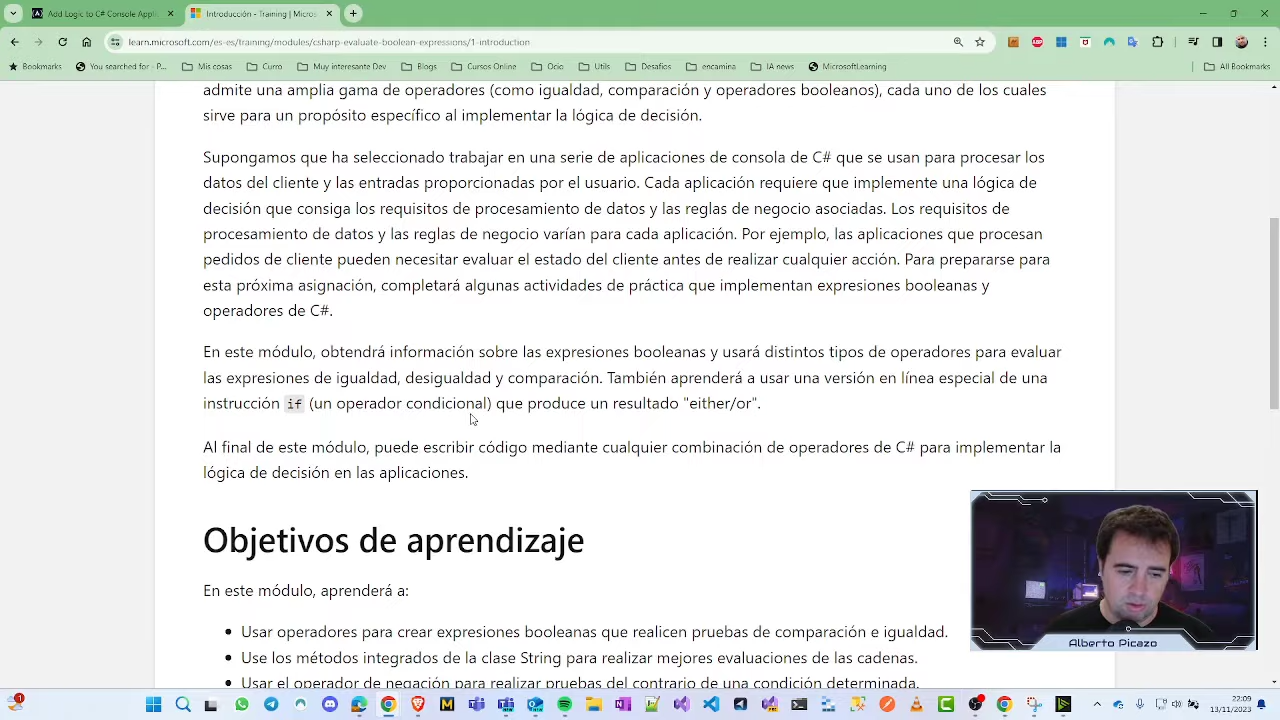 Add Logic to C# Console Applic
Introducción - Training | Micros
learn.microsoft.com/es-es/training/modules/csharp-evaluate-boolean-expressions/1-introduction
Bookmarks
You searched for - P...
Mis cosas
Curro
Muy interesante Dev
Blogs
Cursos Online
Ocio
Utils
Desafios
encamina
IA news
MicrosoftLearning
All Bookmarks
admite una amplia gama de operadores (como igualdad, comparación y operadores booleanos), cada uno de los cuales
sirve para un propósito específico al implementar la lógica de decisión.
Supongamos que ha seleccionado trabajar en una serie de aplicaciones de consola de C# que se usan para procesar los
datos del cliente y las entradas proporcionadas por el usuario. Cada aplicación requiere que implemente una lógica de
decisión que consiga los requisitos de procesamiento de datos y las reglas de negocio asociadas. Los requisitos de
procesamiento de datos y las reglas de negocio varían para cada aplicación. Por ejemplo, las aplicaciones que procesan
pedidos de cliente pueden necesitar evaluar el estado del cliente antes de realizar cualquier acción. Para prepararse para
esta próxima asignación, completará algunas actividades de práctica que implementan expresiones booleanas y
operadores de C#.
En este módulo, obtendrá información sobre las expresiones booleanas y usará distintos tipos de operadores para evaluar
las expresiones de igualdad, desigualdad y comparación. También aprenderá a usar una versión en línea especial de una
instrucción if (un operador condicional) que produce un resultado "either/or".
Al final de este módulo, puede escribir código mediante cualquier combinación de operadores de C# para implementar la
lógica de decisión en las aplicaciones.
Objetivos de aprendizaje
En este módulo, aprenderá a:
Usar operadores para crear expresiones booleanas que realicen pruebas de comparación e igualdad.
Use los métodos integrados de la clase String para realizar mejores evaluaciones de las cadenas.
Usar el operador de negación para realizar pruebas del contrario de una condición determinada.
Alberto Picazo
22:09
13/11/2023